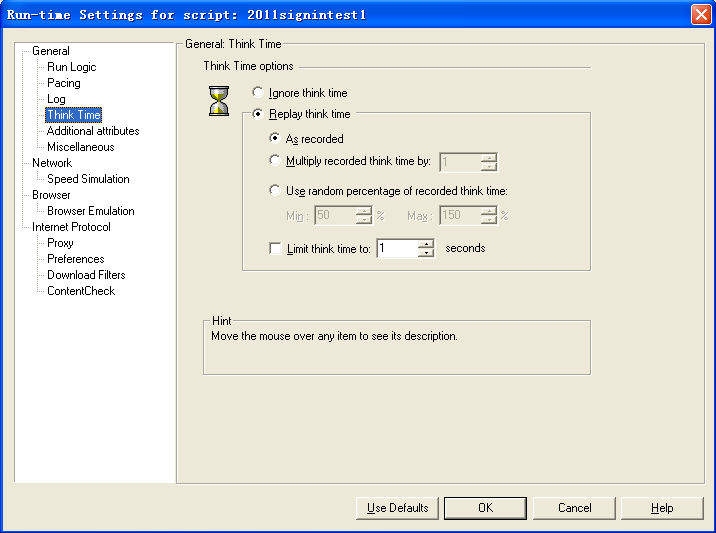 Run-time Settings for script: 2011signintest1
General
Run Logic
Pacing
Log
Think Time
Additional attributes
Miscellaneous
Network
Speed Simulation
Browser
Browser Emulation
Internet Protocol
Proxy
Preferences
Download Filters
ContentCheck
General: Think Time
Think Time options
Ignore think time
Replay think time
As recorded
Multiply recorded think time by: 1
Use random percentage of recorded think time:
Min: 50 % Max: 150 %
Limit think time to: 1 seconds
Hint
Move the mouse over any item to see its description.
Use Defaults OK Cancel Help